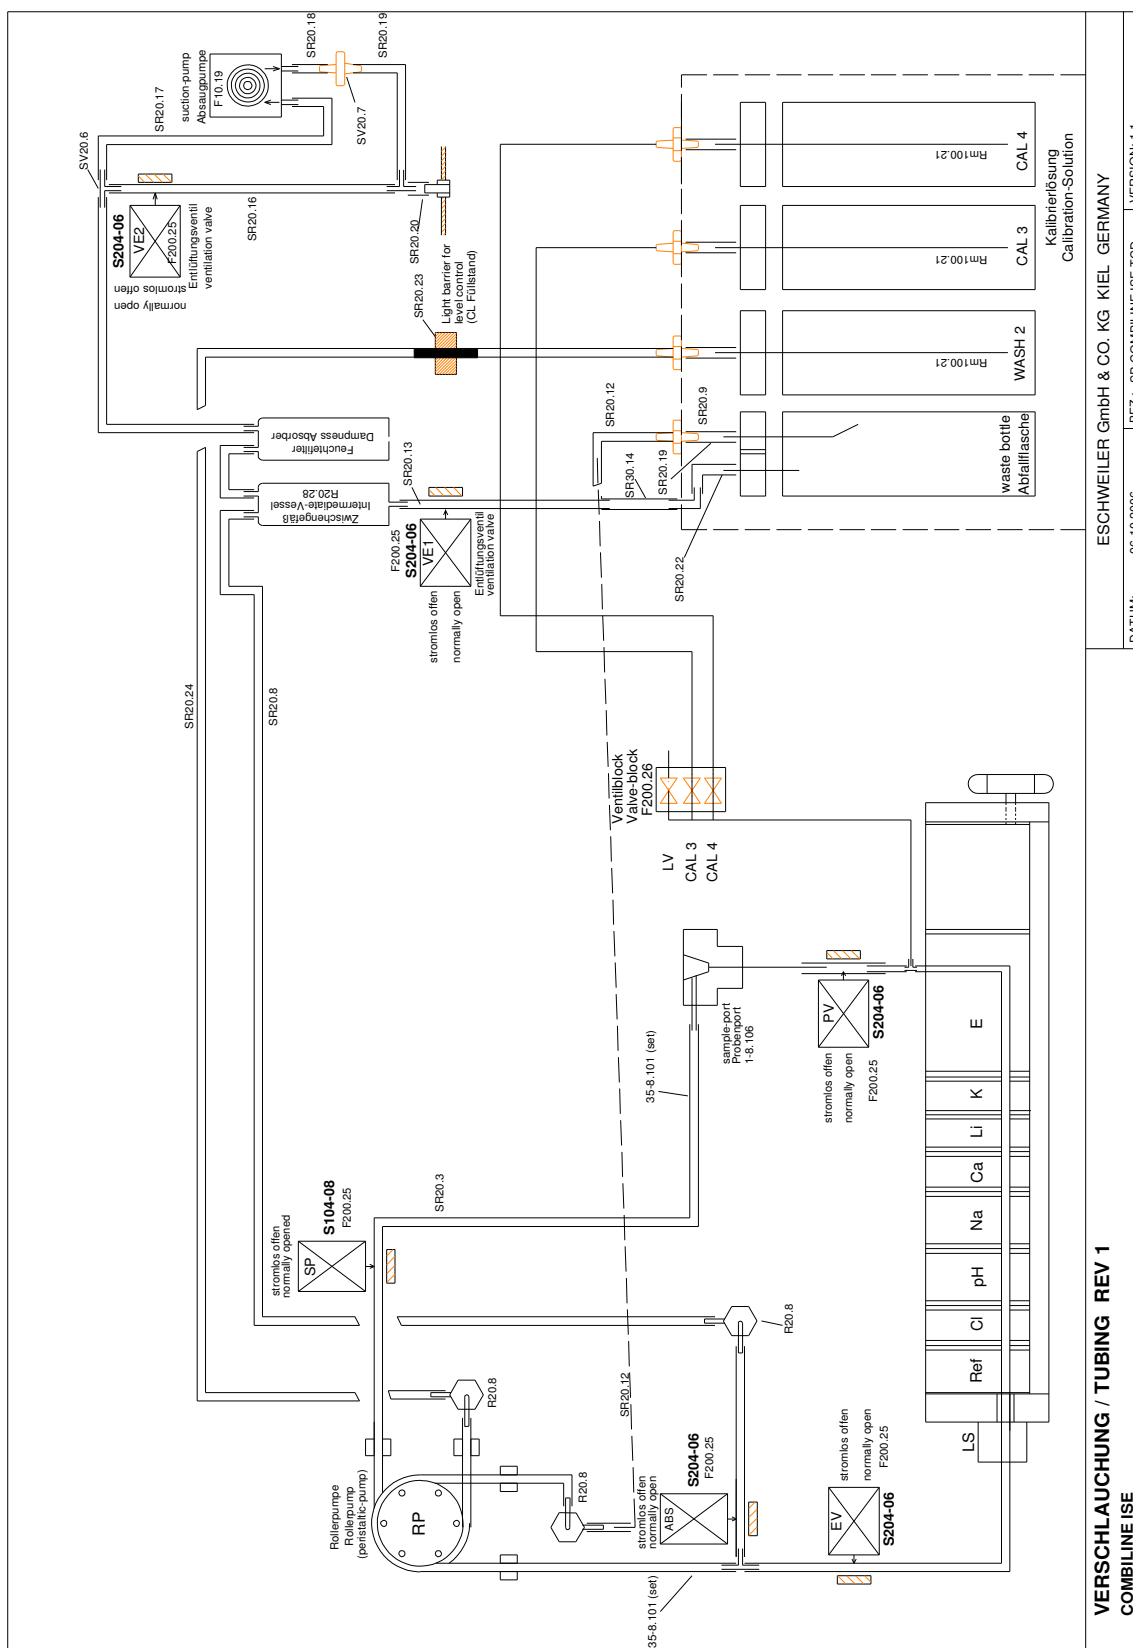 VERSCHLAUCHUNG / TUBING REV 1
COMBILINE ISE
ESCHWEILER GmbH & CO. KG KIEL GERMANY
SR20.18
SR20.19
suction-pump
Absaugpumpe
F10.19
SR20.17
SV20.7
SV20.6
S204-06
VE2
F200.25
Entlüftungsventil
ventilation valve
stromlos offen
normally open
SR20.16
SR20.20
SR20.23
Light barrier for
level control
(CL Füllstand)
Feuchtefilter
Dampness Absorber
Zwischengefäß
Intermediate-Vessel
R20.28
SR20.13
F200.25
S204-06
VE1
Entlüftungsventil
ventilation valve
stromlos offen
normally open
SR20.12
SR20.9
SR30.14
SR20.19
SR20.22
Rm100.21
CAL 4
Rm100.21
CAL 3
Rm100.21
WASH 2
waste bottle
Abfallflasche
Kalibrierlösung
Calibration-Solution
SR20.24
SR20.8
Ventilblock
Valve-block
F200.26
LV
CAL 3
CAL 4
35-8.101 (set)
sample-port
Probenport
1-8.106
stromlos offen
normally open
F200.25
PV
S204-06
SR20.3
stromlos offen
normally opened
SP
S104-08
F200.25
R20.8
R20.8
R20.8
SR20.12
Rollerpumpe
Rollerpump
(peristaltic-pump)
RP
stromlos offen
normally open
ABS
S204-06
F200.25
35-8.101 (set)
stromlos offen
normally open
F200.25
EV
S204-06
LS
Ref
Cl
pH
Na
Ca
Li
K
E